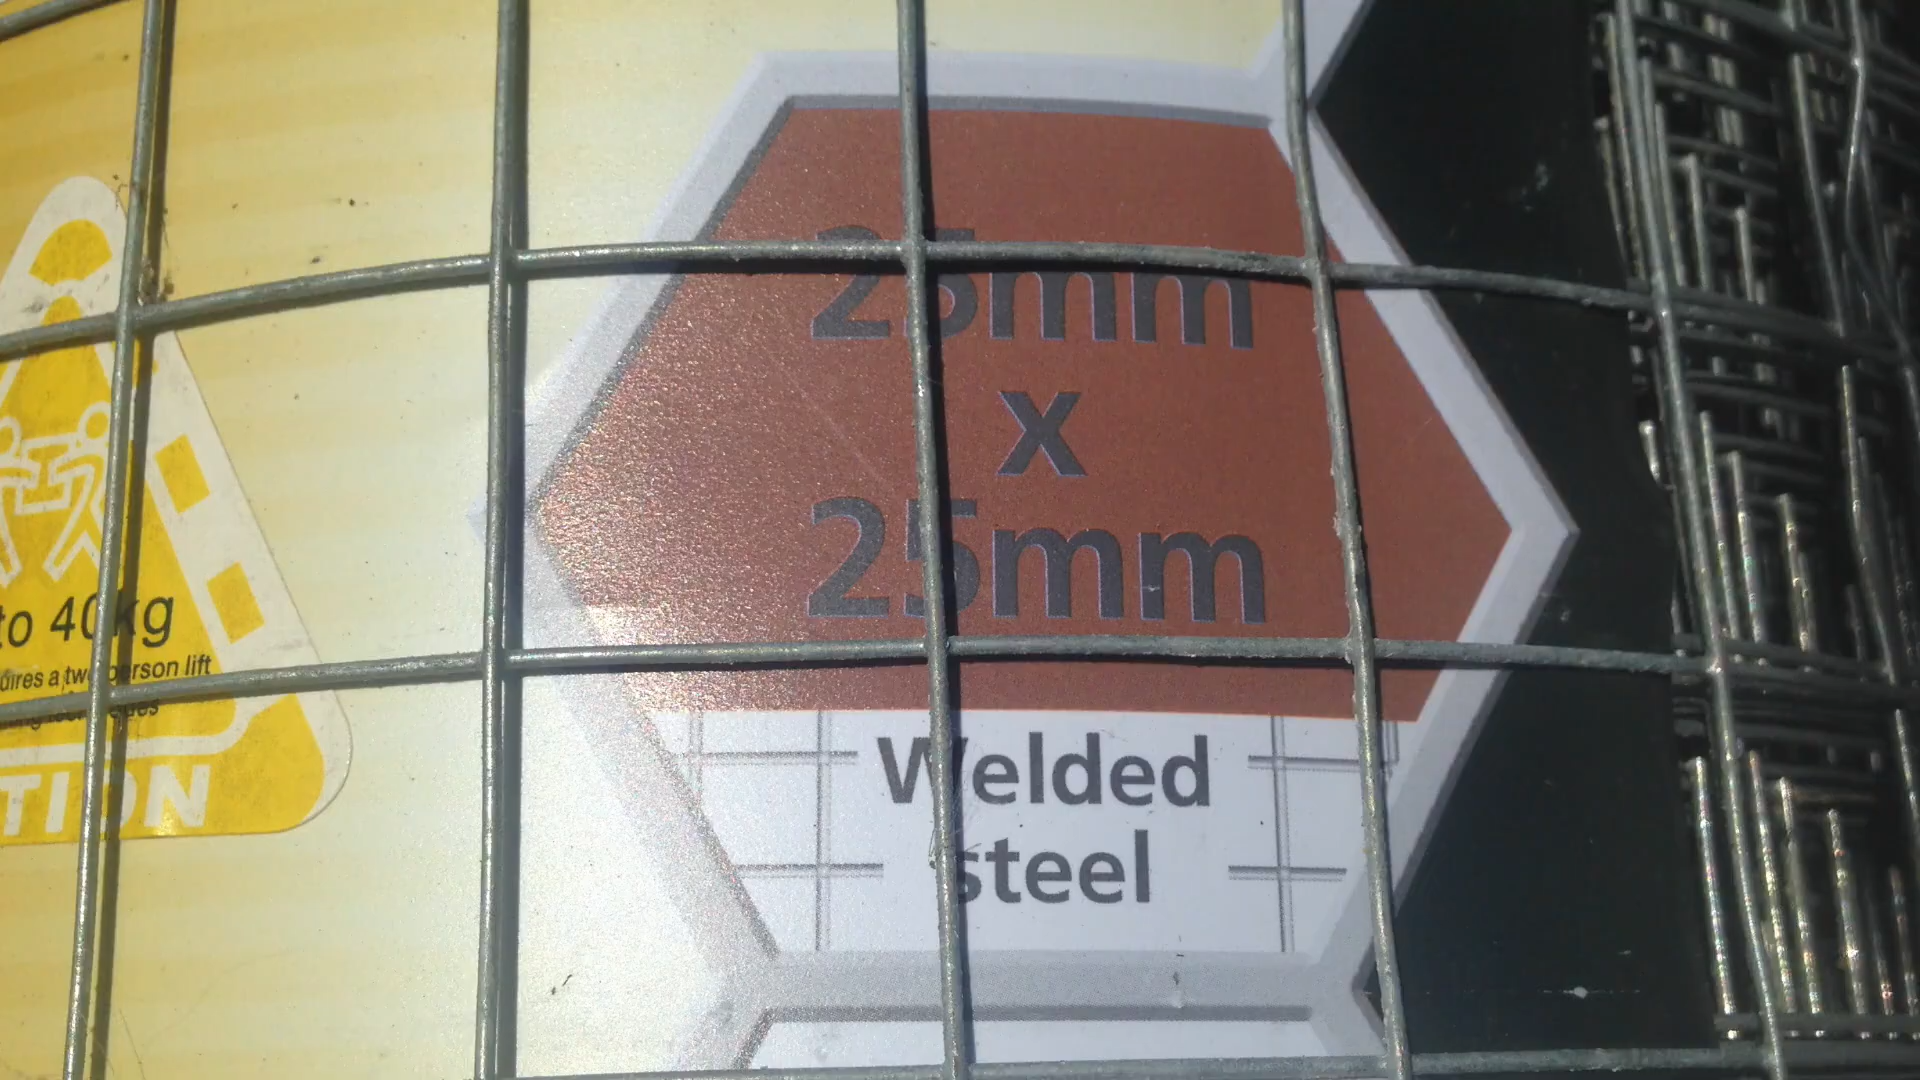 25mm
x
25mm
Welded
steel
to 40kg
a two person lift
TION